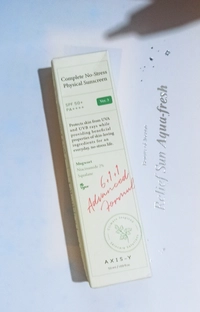 Complete No-Stress
Physical Sunscreen
SPF 50+
PA++++
No.1
Protects skin from UVA
and UVB rays while
providing beneficial
properties of skin loving
ingredients for an
everyday, no-stress life.
Mugwort
Niacinamide
6+1+1
Advanced
formula
AXIS-Y
Relief Sun Aqua-fresh